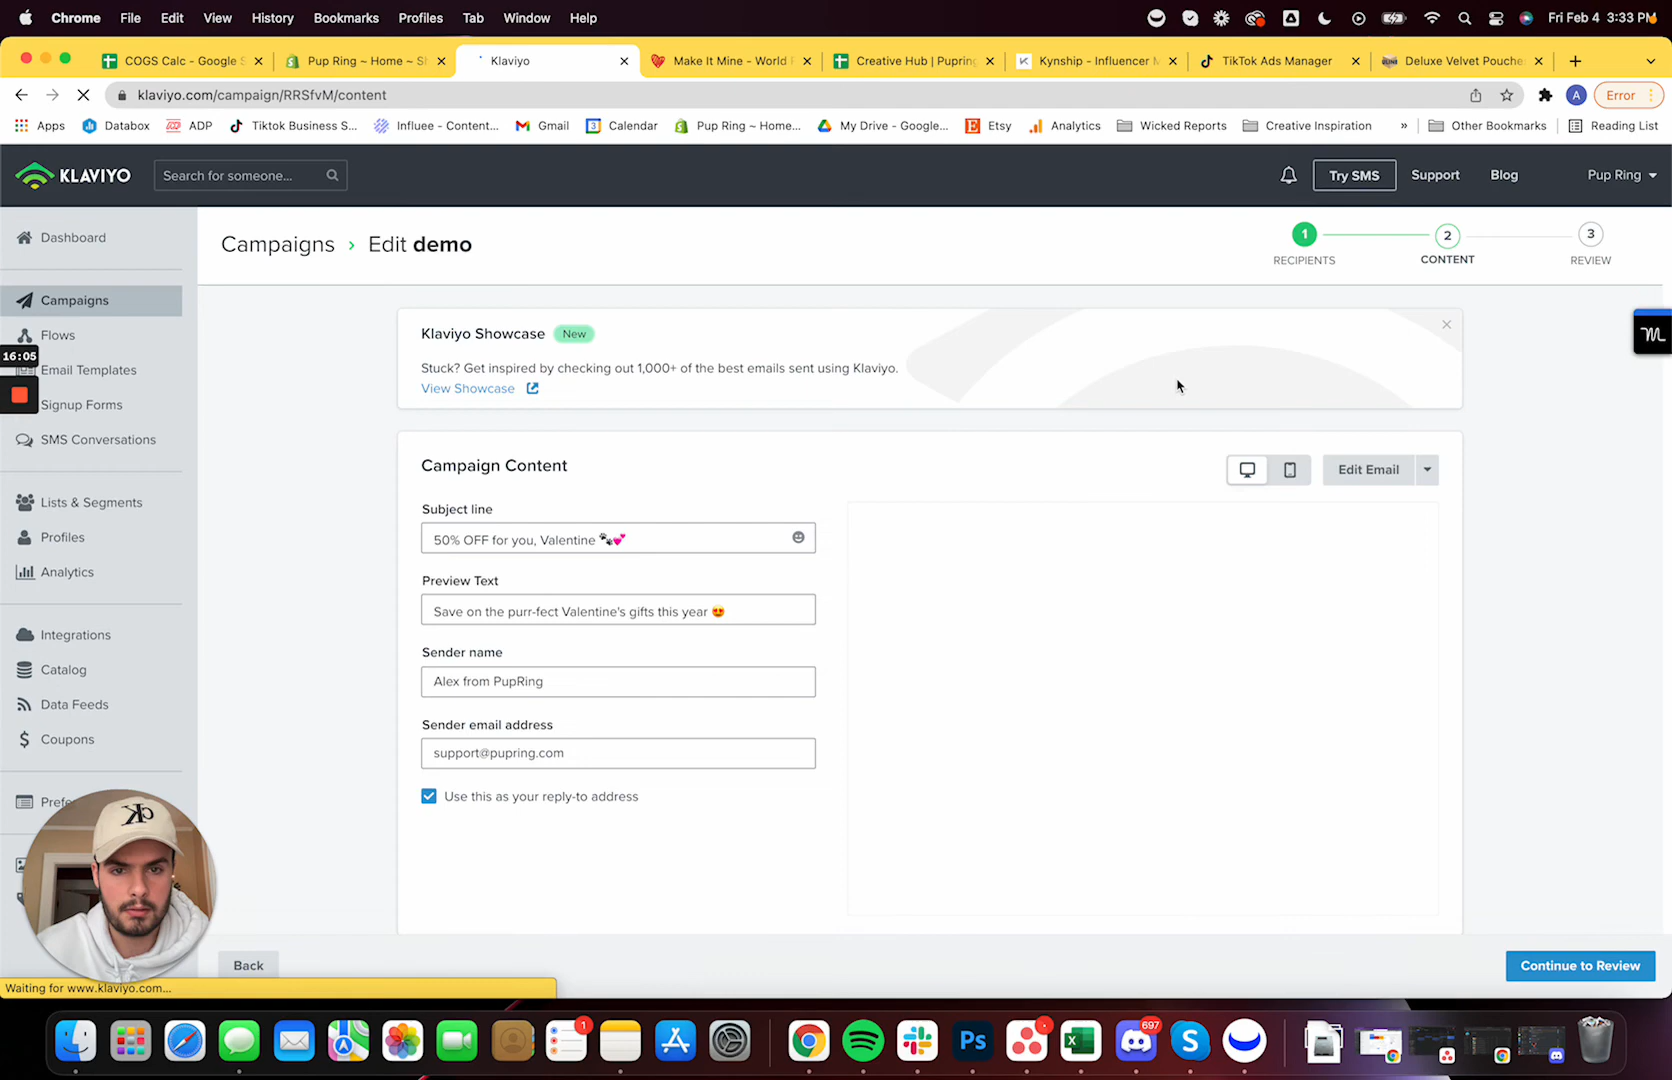 Chrome File Edit View History Bookmarks Profiles Tab Window Help Fri Feb 4 3:33 PM
COGS Calc - Google S Pup Ring ~ Home ~ S Klaviyo Make It Mine - World Creative Hub | Pupring Kynship - Influencer M TikTok Ads Manager Deluxe Velvet Pouche
klaviyo.com/campaign/RRSfvM/content A Error
Apps Databox ADP Tiktok Business S... Influee - Content... Gmail Calendar Pup Ring ~ Home... My Drive - Google... Etsy Analytics Wicked Reports Creative Inspiration » Other Bookmarks Reading List
KLAVIYO Search for someone... Try SMS Support Blog Pup Ring
Dashboard
Campaigns
Flows
16:05
Email Templates
Signup Forms
SMS Conversations
Lists & Segments
Profiles
Analytics
Integrations
Catalog
Data Feeds
Coupons
Campaigns › Edit demo
1 2 3
RECIPIENTS CONTENT REVIEW
Klaviyo Showcase New
Stuck? Get inspired by checking out 1,000+ of the best emails sent using Klaviyo.
View Showcase
Campaign Content
Edit Email
Subject line
50% OFF for you, Valentine 🐾💕
Preview Text
Save on the purr-fect Valentine's gifts this year 😍
Sender name
Alex from PupRing
Sender email address
support@pupring.com
Use this as your reply-to address
CK
Back
Continue to Review
Waiting for www.klaviyo.com...
1
Ps
697